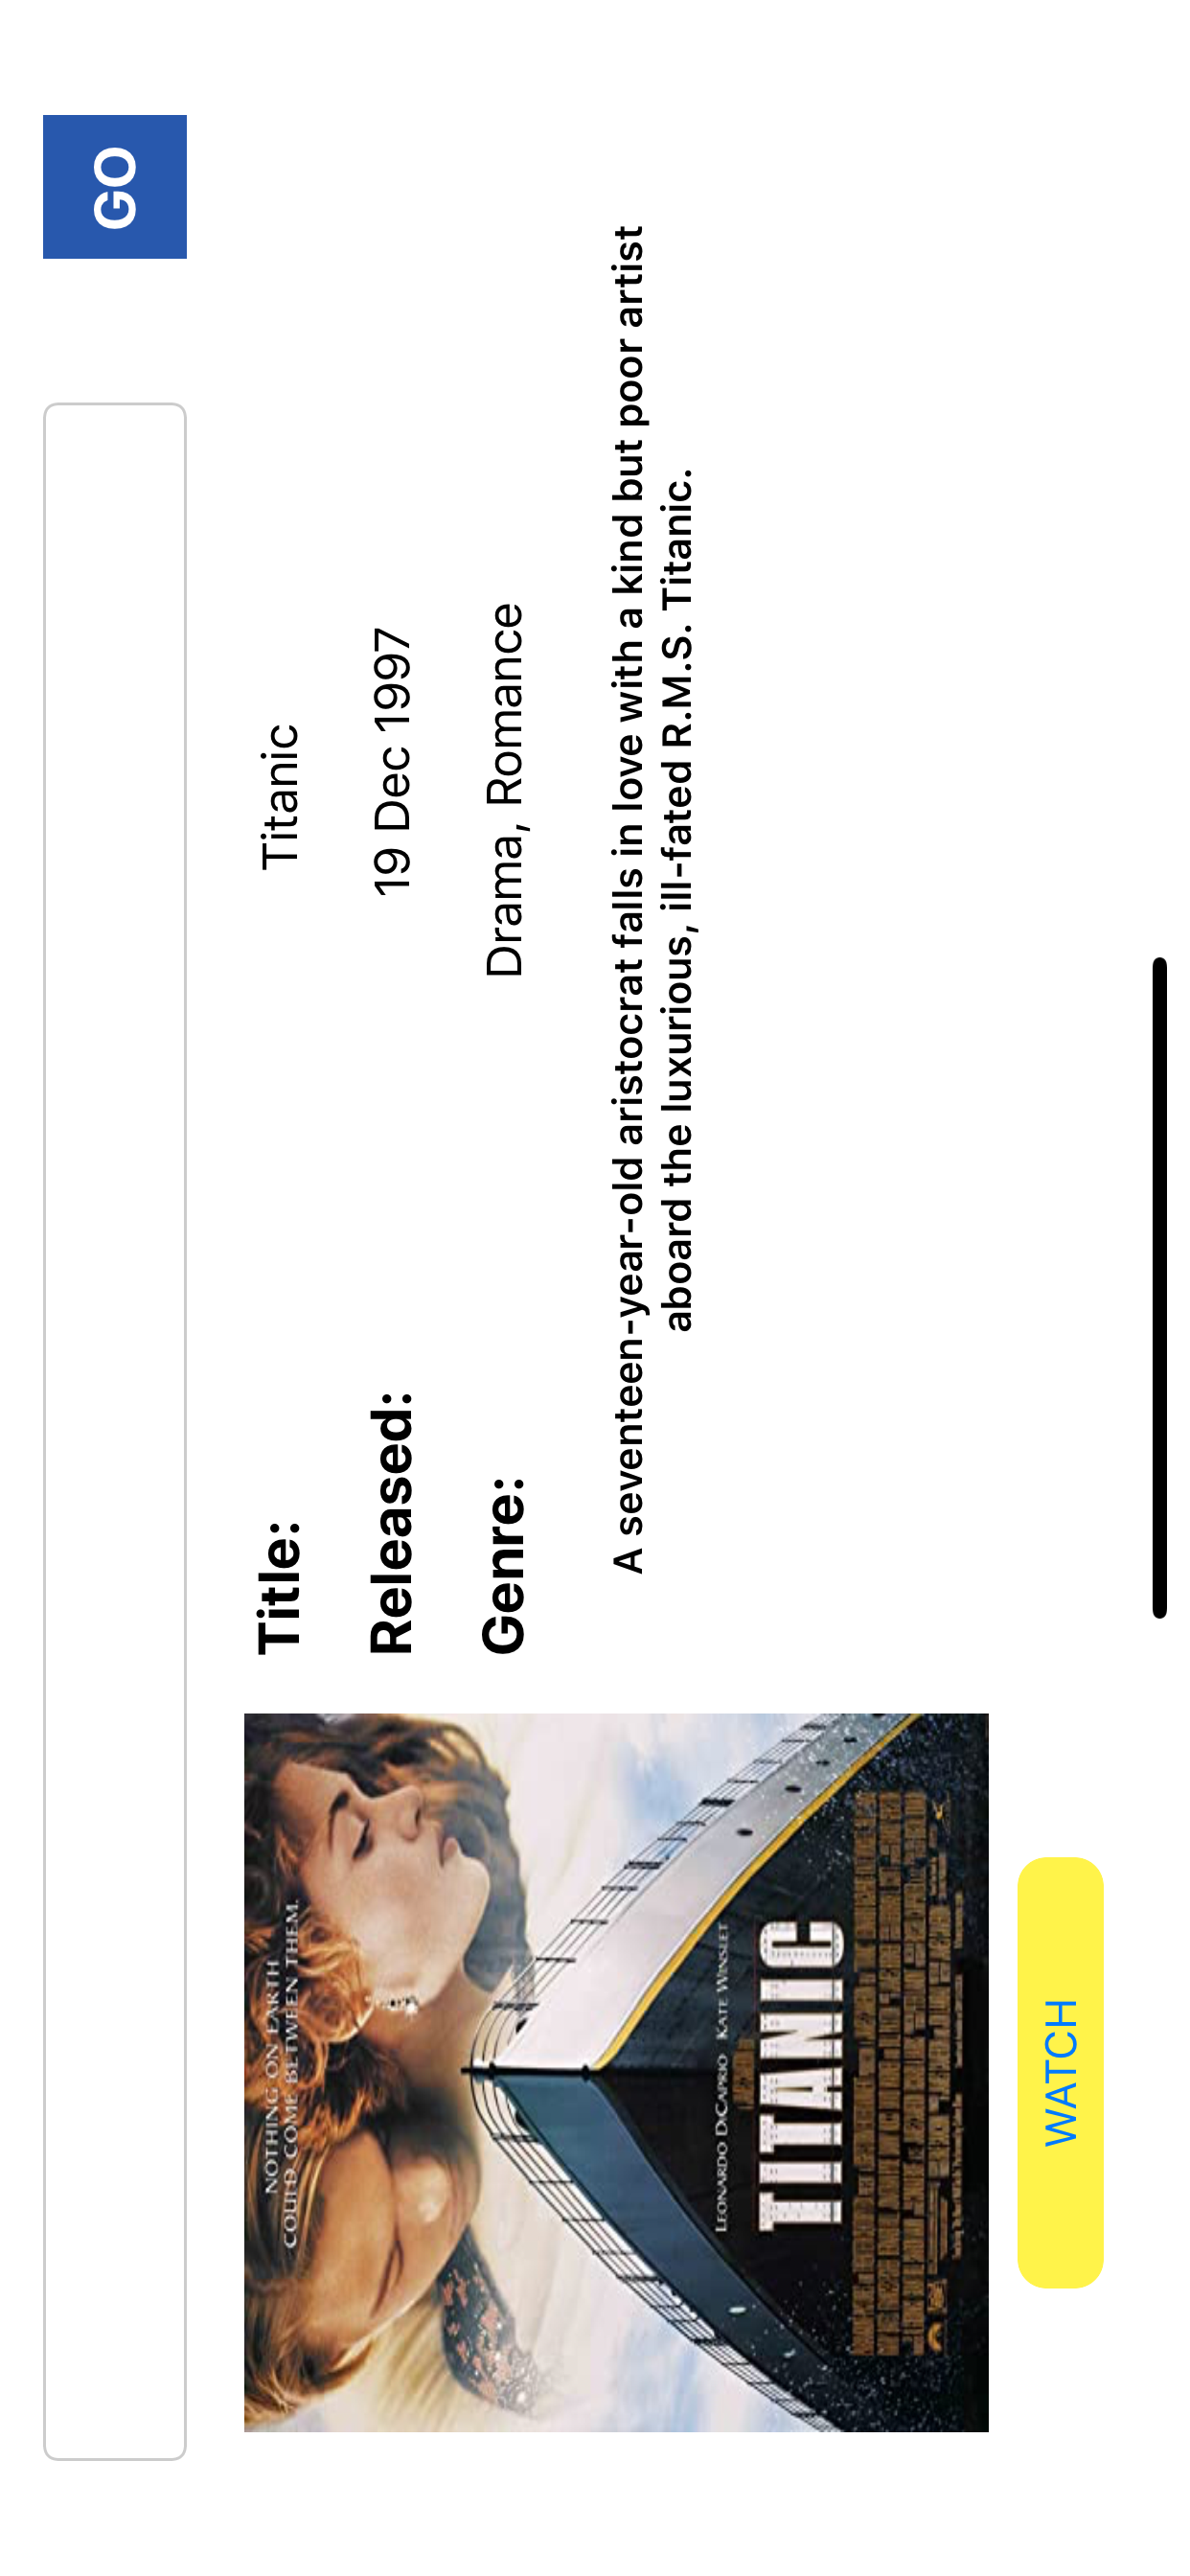 GO
Title: Titanic
Released: 19 Dec 1997
Genre: Drama, Romance
A seventeen-year-old aristocrat falls in love with a kind but poor artist
aboard the luxurious, ill-fated R.M.S. Titanic.
NOTHING ON EARTH
COULD COME BETWEEN THEM.
LEONARDO DICAPRIO KATE WINSLET
TITANIC
WATCH